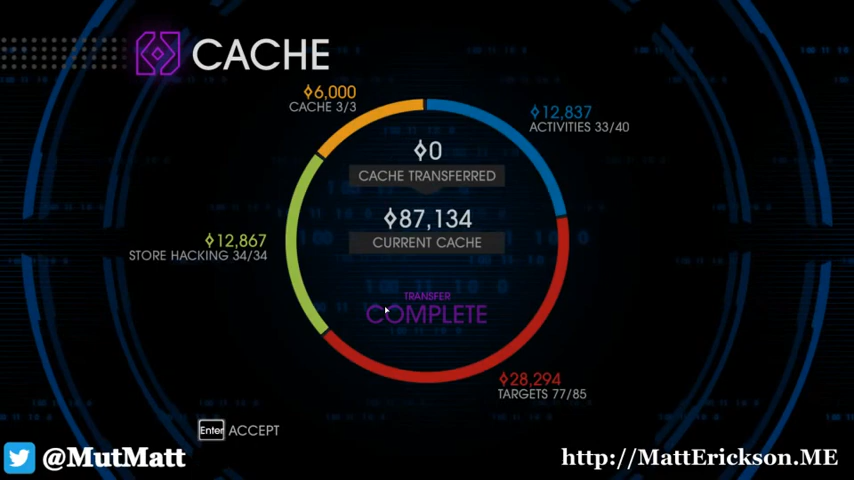 CACHE
6,000
CACHE 3/3
12,837
ACTIVITIES 33/40
0
CACHE TRANSFERRED
87,134
CURRENT CACHE
12,867
STORE HACKING 34/34
TRANSFER
COMPLETE
28,294
TARGETS 77/85
Enter ACCEPT
@MutMatt
http://MattErickson.ME